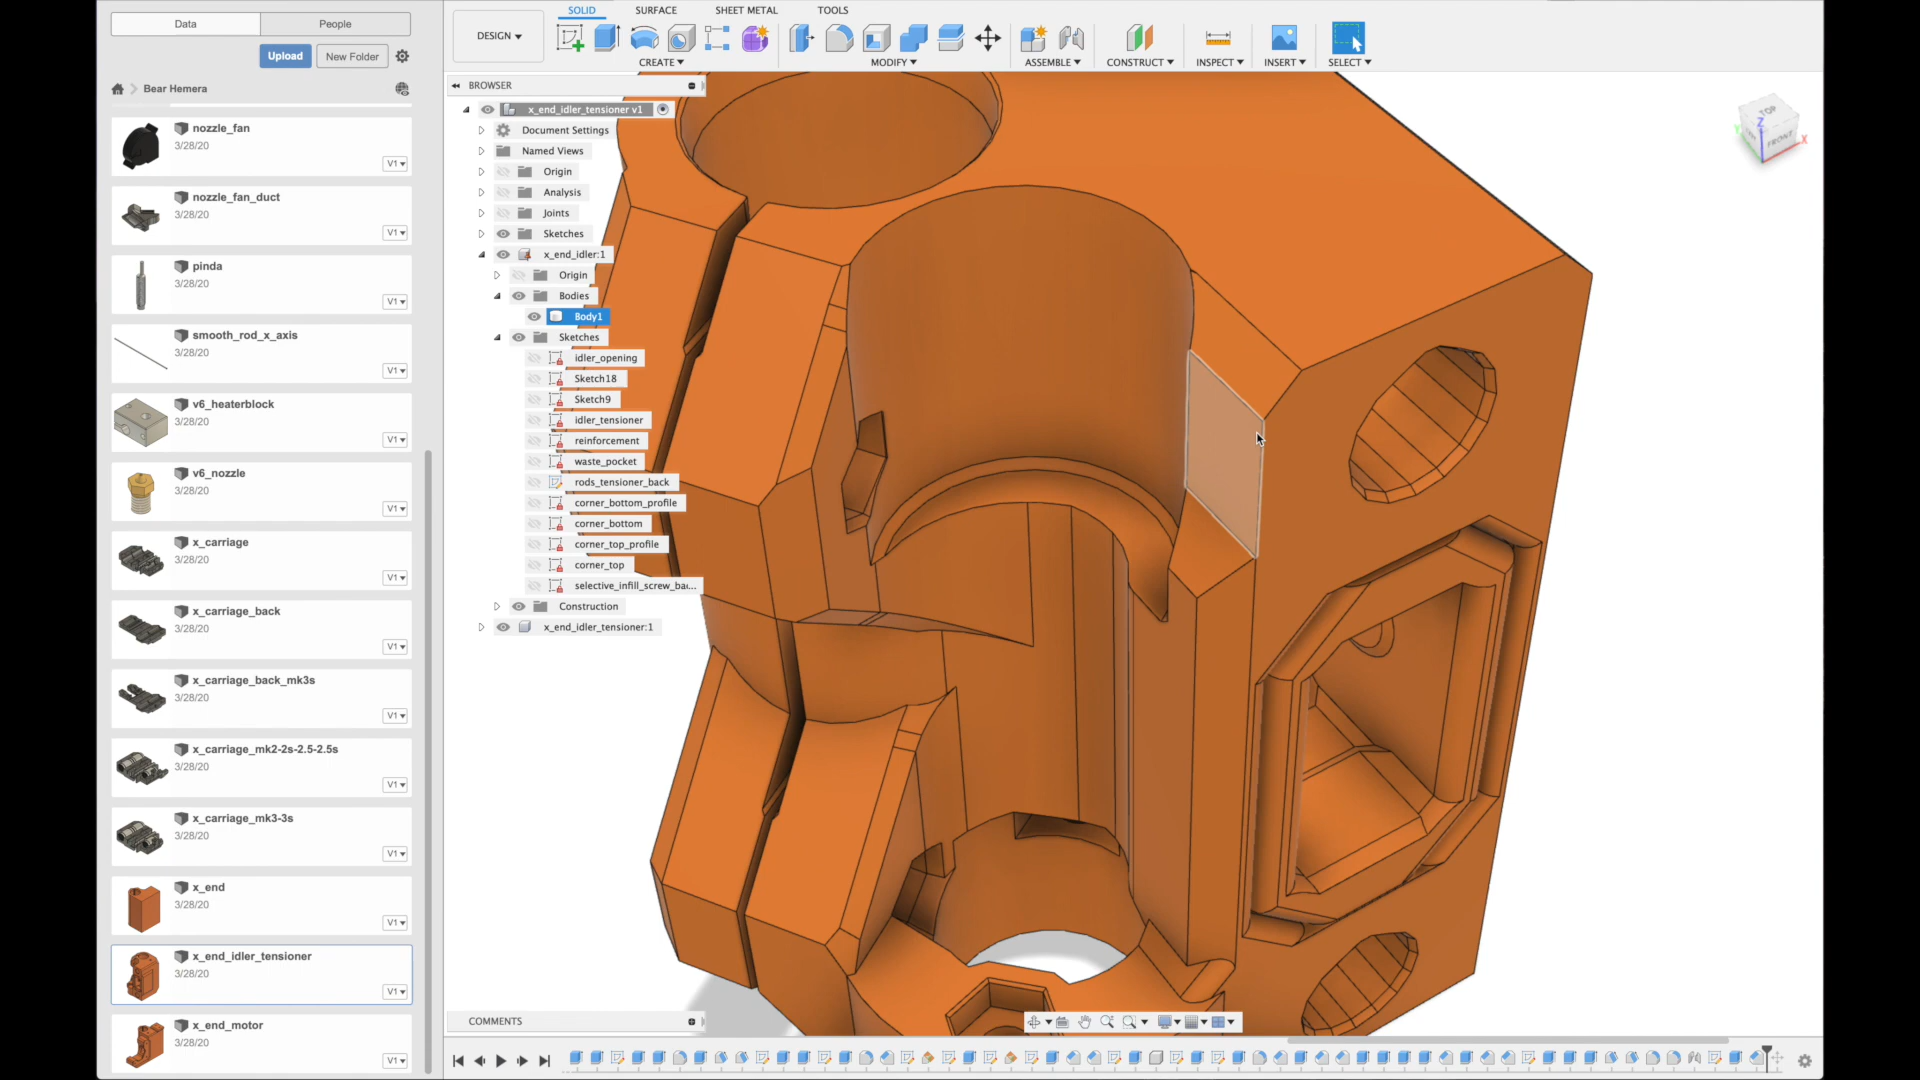 Data
People
SOLID
SURFACE
SHEET METAL
TOOLS
Upload
New Folder
DESIGN ▾
CREATE ▾
MODIFY ▾
ASSEMBLE ▾
CONSTRUCT ▾
INSPECT ▾
INSERT ▾
SELECT ▾
Bear Hemera
nozzle_fan
3/28/20
V1
nozzle_fan_duct
3/28/20
V1
pinda
3/28/20
V1
smooth_rod_x_axis
3/28/20
V1
v6_heaterblock
3/28/20
V1
v6_nozzle
3/28/20
V1
x_carriage
3/28/20
V1
x_carriage_back
3/28/20
V1
x_carriage_back_mk3s
3/28/20
V1
x_carriage_mk2-2s-2.5-2.5s
3/28/20
V1
x_carriage_mk3-3s
3/28/20
V1
x_end
3/28/20
V1
x_end_idler_tensioner
3/28/20
V1
x_end_motor
3/28/20
V1
BROWSER
x_end_idler_tensioner v1
Document Settings
Named Views
Origin
Analysis
Joints
Sketches
x_end_idler:1
Origin
Bodies
Body1
Sketches
idler_opening
Sketch18
Sketch9
idler_tensioner
reinforcement
waste_pocket
rods_tensioner_back
corner_bottom_profile
corner_bottom
corner_top_profile
corner_top
selective_infill_screw_ba...
Construction
x_end_idler_tensioner:1
TOP
Z
FRONT
X
COMMENTS